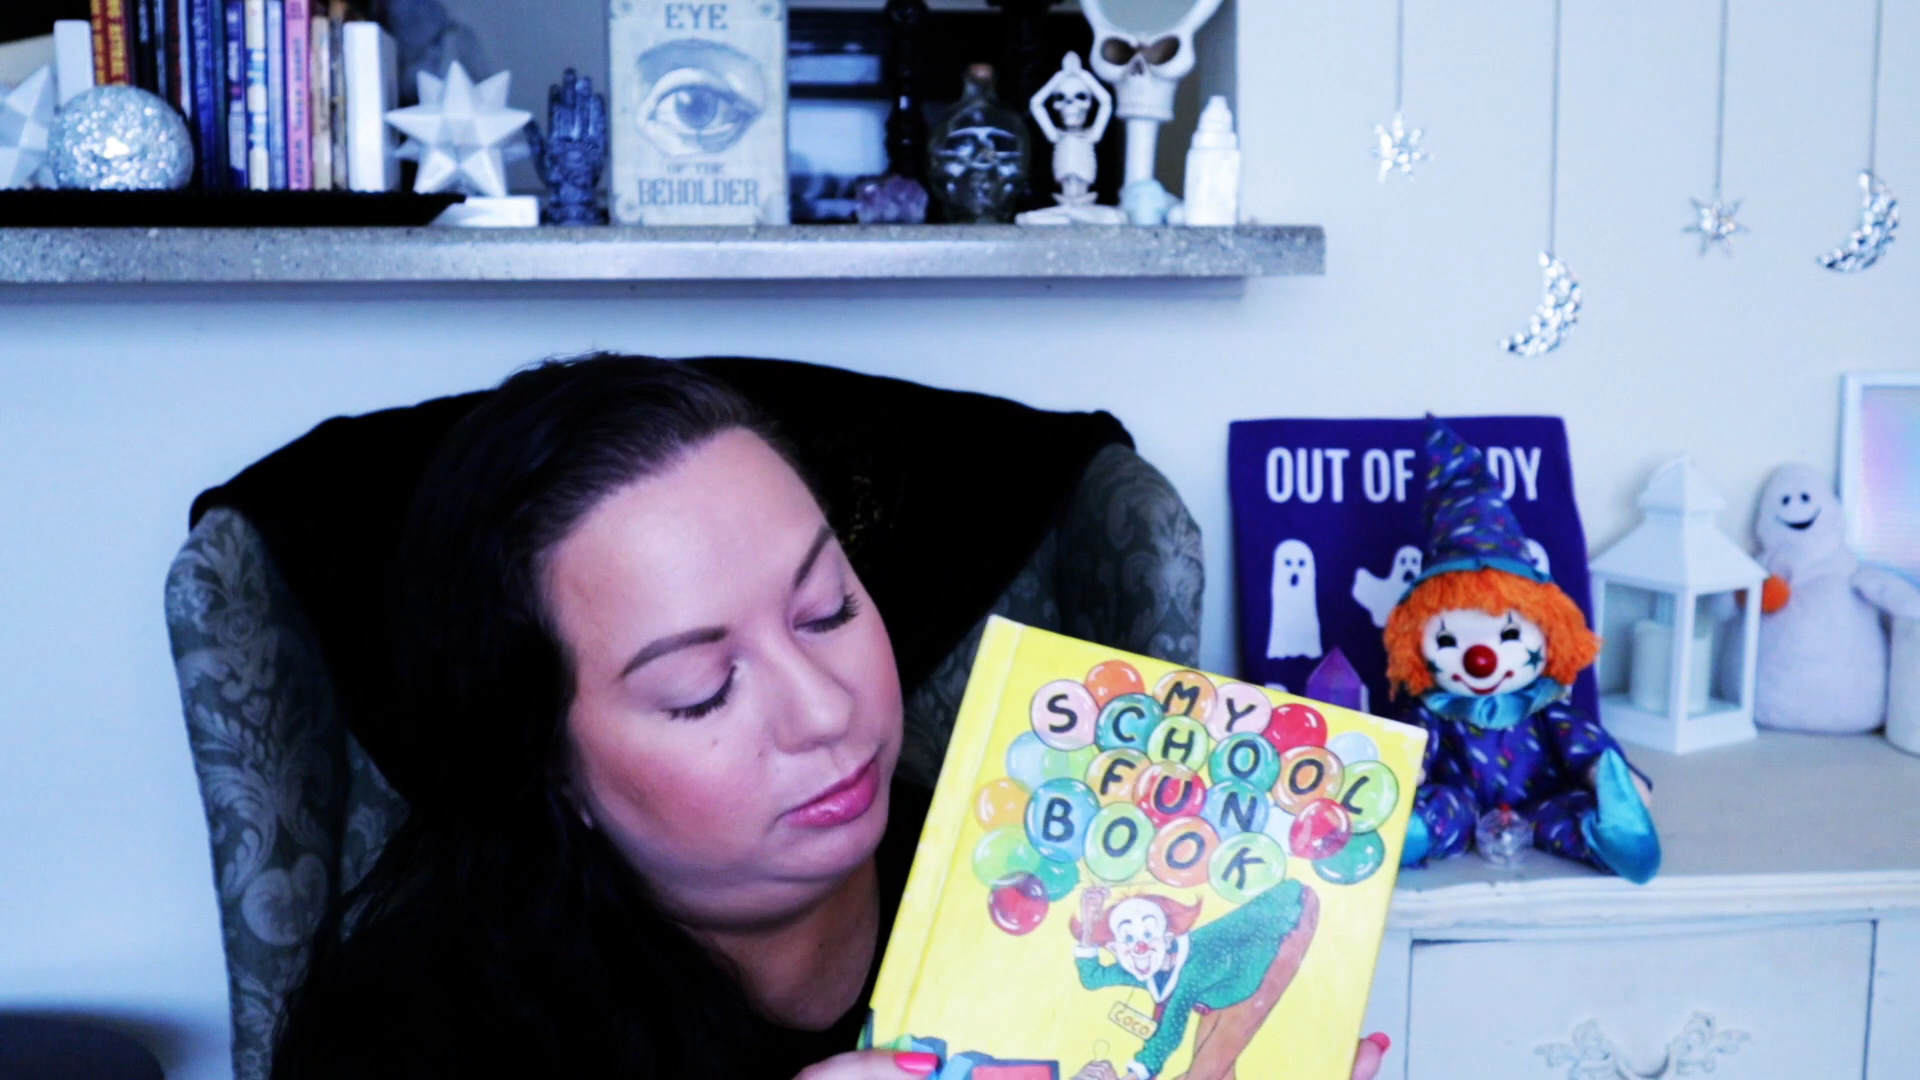 EYE
OF THE
BEHOLDER
OUT OF DY
MY
SCHOOL
FUN
BOOK
COCO